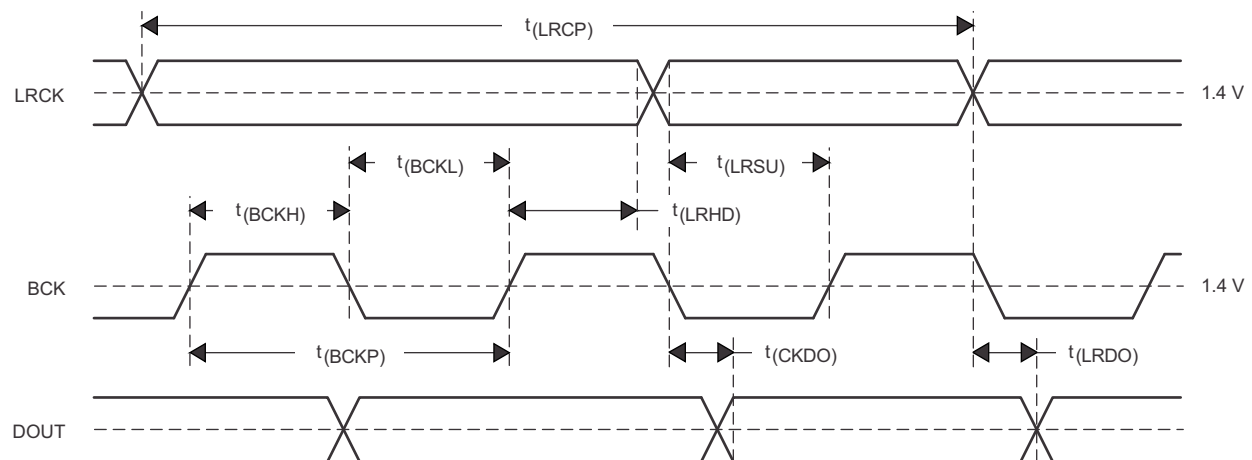 t(LRCP)
LRCK 1.4 V
t(BCKL) t(LRSU)
t(BCKH) t(LRHD)
BCK 1.4 V
t(BCKP) t(CKDO) t(LRDO)
DOUT